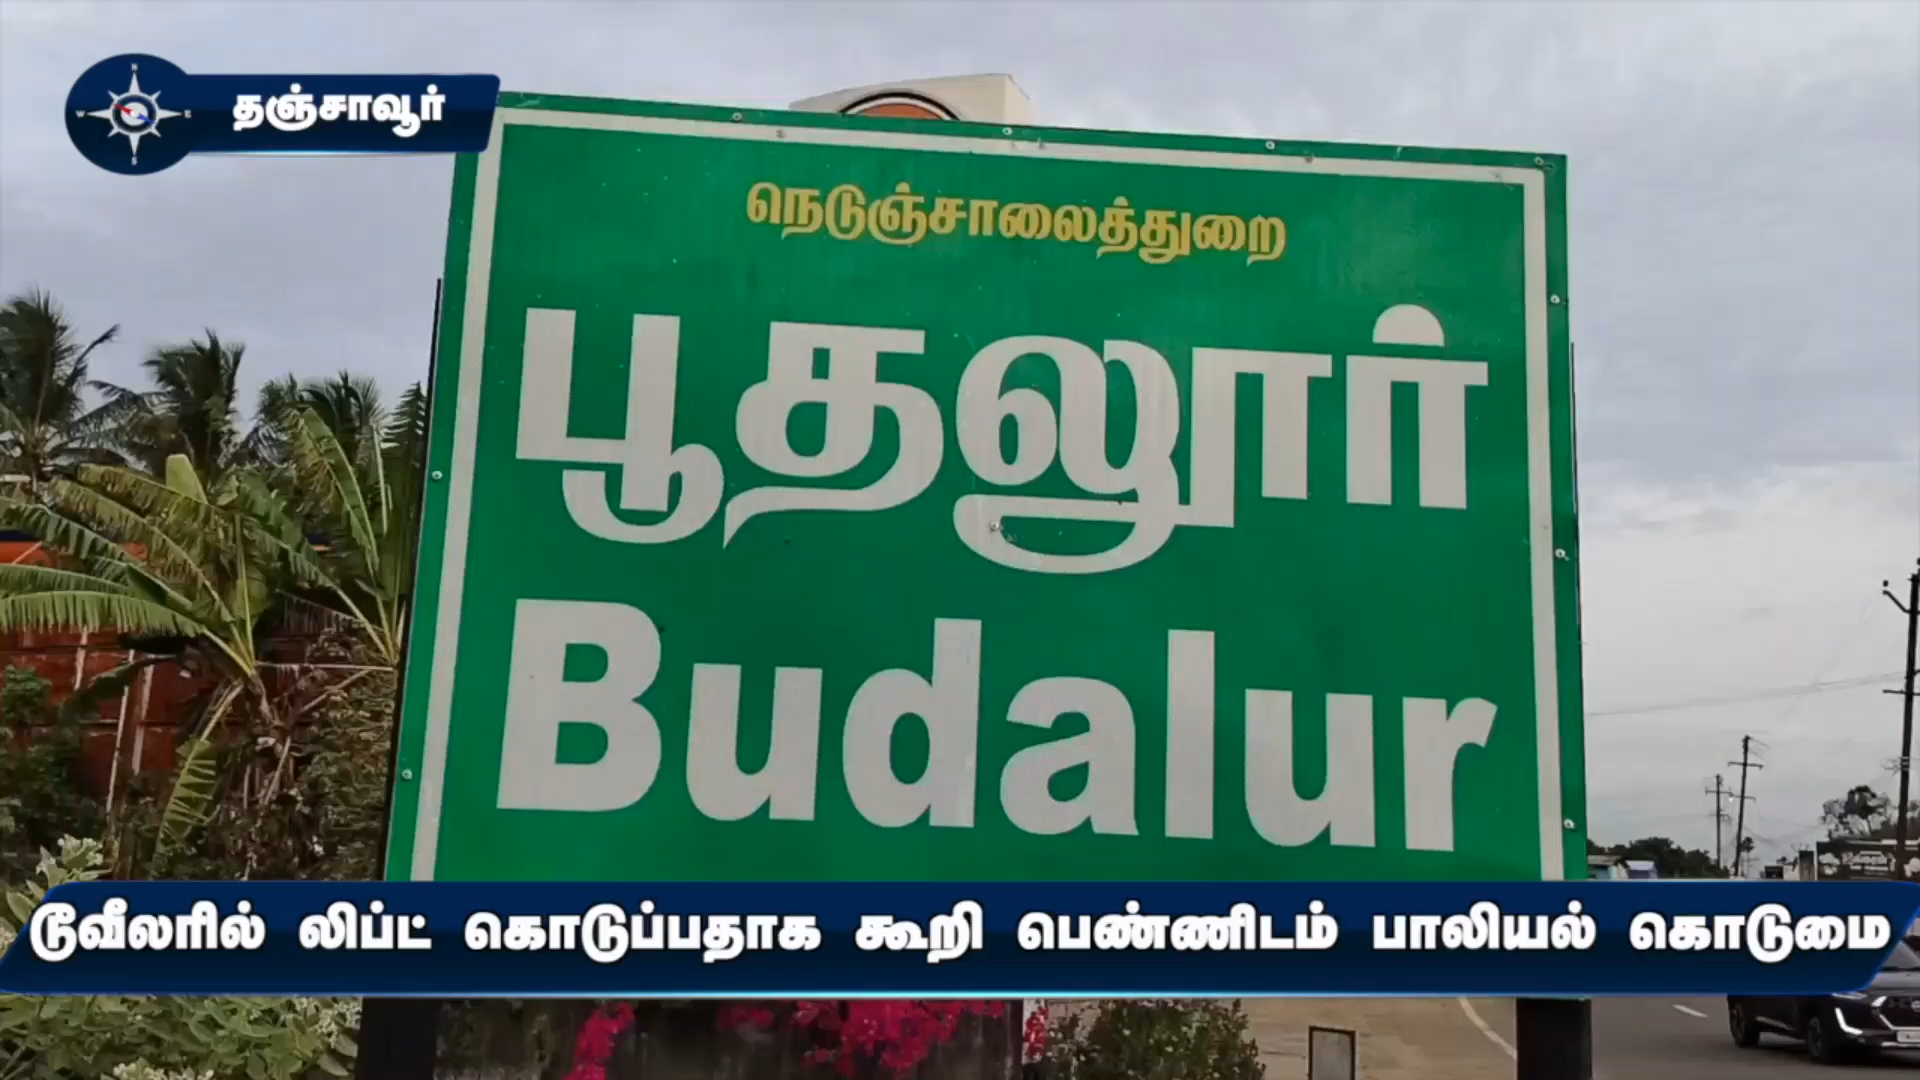 தஞ்சாவூர்
நெடுஞ்சாலைத்துறை
பூதலூர்
Budalur
டூவீலரில் லிப்ட் கொடுப்பதாக கூறி பெண்ணிடம் பாலியல் கொடுமை